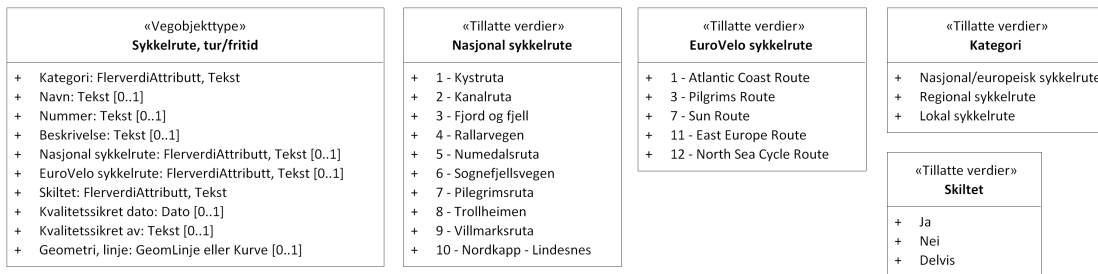 «Vegobjekttype»
Sykkelrute, tur/fritid
+ Kategori: FlerverdiAttributt, Tekst
+ Navn: Tekst [0..1]
+ Nummer: Tekst [0..1]
+ Beskrivelse: Tekst [0..1]
+ Nasjonal sykkelrute: FlerverdiAttributt, Tekst [0..1]
+ EuroVelo sykkelrute: FlerverdiAttributt, Tekst [0..1]
+ Skiltet: FlerverdiAttributt, Tekst
+ Kvalitetssikret dato: Dato [0..1]
+ Kvalitetssikret av: Tekst [0..1]
+ Geometri, linje: GeomLinje eller Kurve [0..1]
«Tillatte verdier»
Nasjonal sykkelrute
+ 1 - Kystruta
+ 2 - Kanalruta
+ 3 - Fjord og fjell
+ 4 - Rallarvegen
+ 5 - Numedalsruta
+ 6 - Sognefjellsvegen
+ 7 - Pilegrimsruta
+ 8 - Trollheimen
+ 9 - Villmarksruta
+ 10 - Nordkapp - Lindesnes
«Tillatte verdier»
EuroVelo sykkelrute
+ 1 - Atlantic Coast Route
+ 3 - Pilgrims Route
+ 7 - Sun Route
+ 11 - East Europe Route
+ 12 - North Sea Cycle Route
«Tillatte verdier»
Kategori
+ Nasjonal/europeisk sykkelrute
+ Regional sykkelrute
+ Lokal sykkelrute
«Tillatte verdier»
Skiltet
+ Ja
+ Nei
+ Delvis